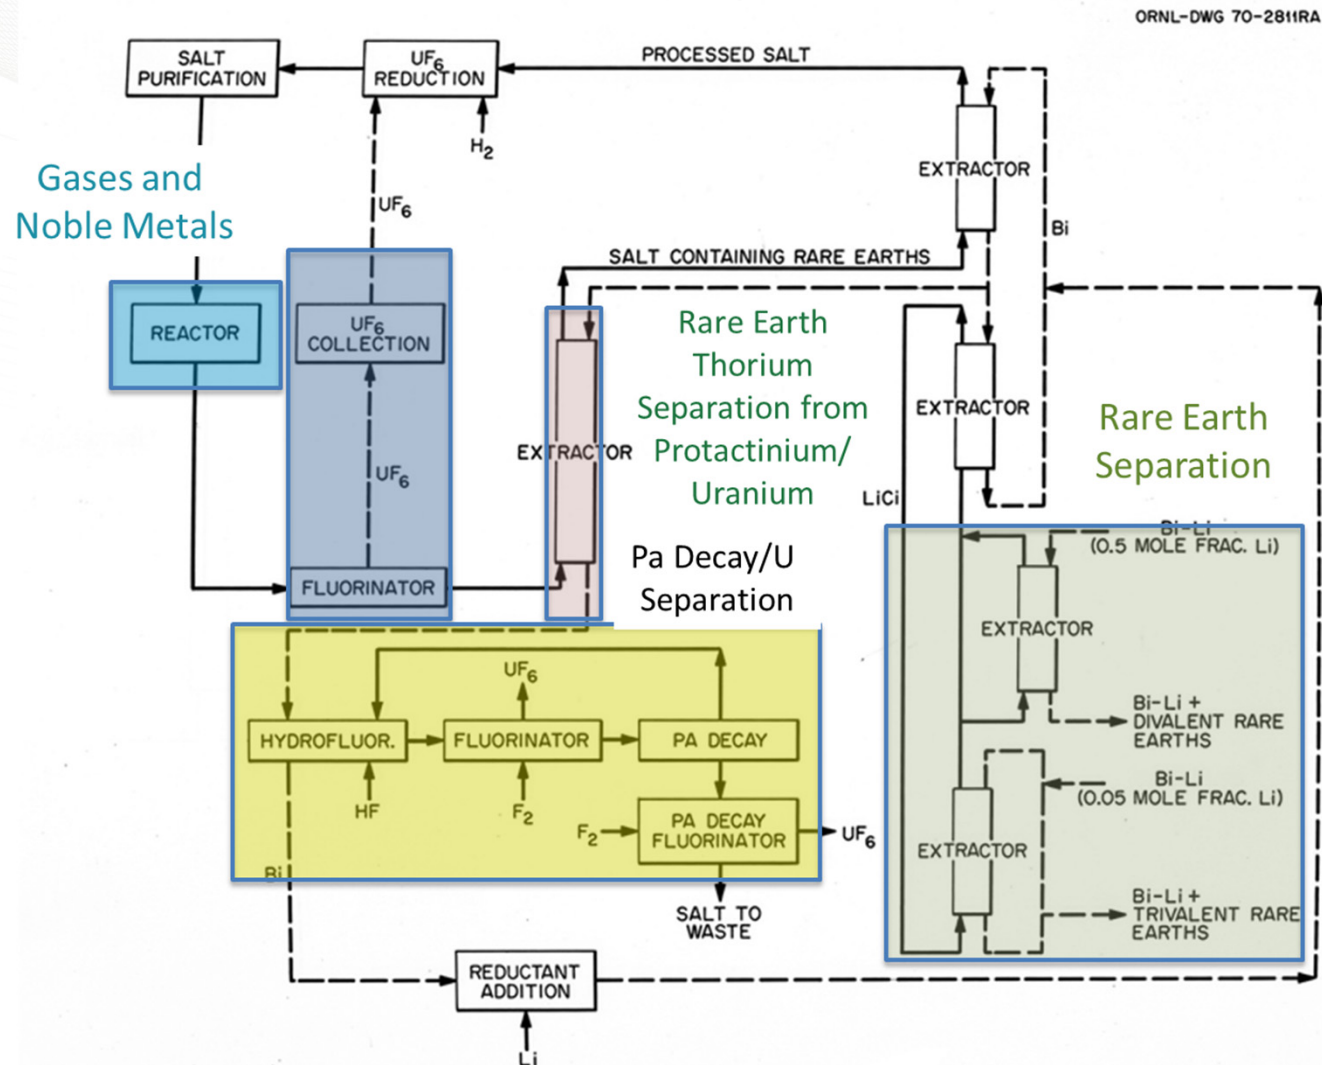 ORNL-DWG 70-2811RA
SALT
PURIFICATION
UF6
REDUCTION
PROCESSED SALT
H2
EXTRACTOR
Gases and
Noble Metals
UF6
Bi
SALT CONTAINING RARE EARTHS
REACTOR
UF6
COLLECTION
Rare Earth
Thorium
Separation from
Protactinium/
Uranium
EXTRACTOR
Rare Earth
Separation
EXTRACTOR
UF6
LiCi
Pa Decay/U
Separation
FLUORINATOR
Bi-Li
(0.5 MOLE FRAC. Li)
EXTRACTOR
UF6
Bi-Li +
DIVALENT RARE
EARTHS
HYDROFLUOR.
FLUORINATOR
PA DECAY
HF
F2
Bi-Li
(0.05 MOLE FRAC. Li)
F2
PA DECAY
FLUORINATOR
UF6
EXTRACTOR
Bi
SALT TO
WASTE
Bi-Li +
TRIVALENT RARE
EARTHS
REDUCTANT
ADDITION
Li